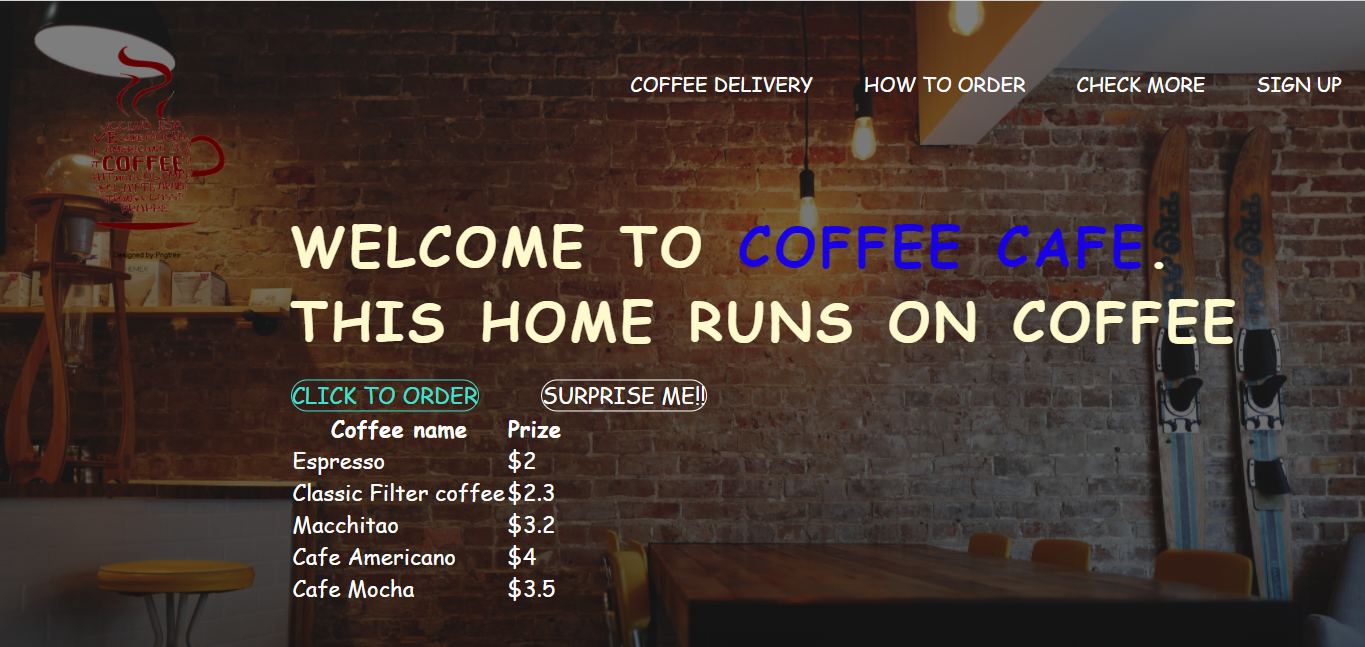 COFFEE DELIVERY HOW TO ORDER CHECK MORE SIGN UP
COFFEE
Designed by Pngtree
WELCOME TO COFFEE CAFE.
THIS HOME RUNS ON COFFEE
CLICK TO ORDER SURPRISE ME!!
Coffee name Prize
Espresso $2
Classic Filter coffee $2.3
Macchitao $3.2
Cafe Americano $4
Cafe Mocha $3.5